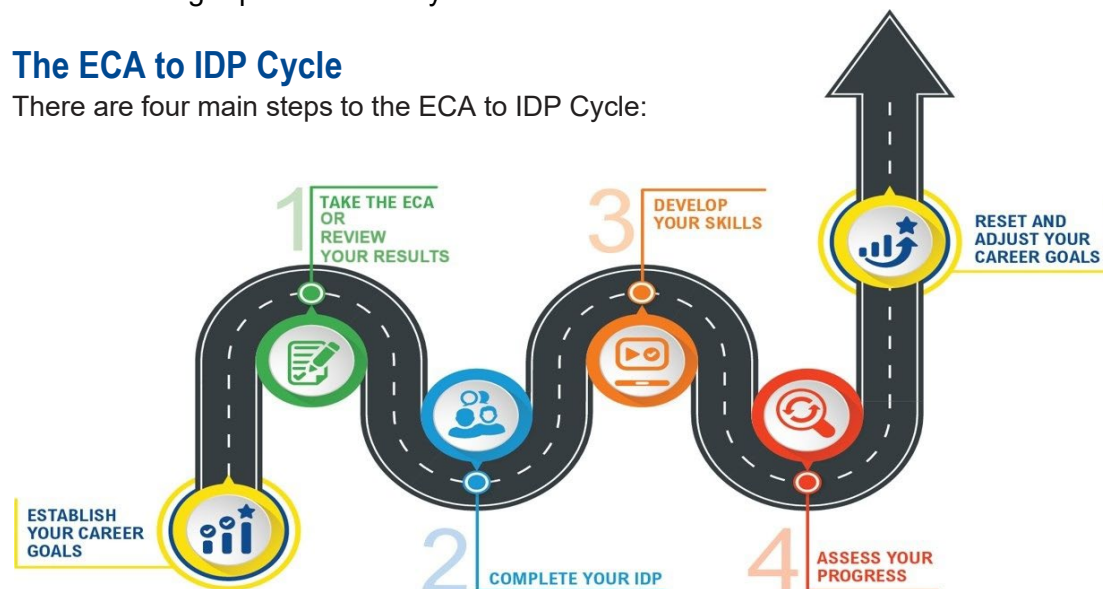 The ECA to IDP Cycle
There are four main steps to the ECA to IDP Cycle:
1
TAKE THE ECA
OR
REVIEW
YOUR RESULTS
3
DEVELOP
YOUR SKILLS
RESET AND
ADJUST YOUR
CAREER GOALS
ESTABLISH
YOUR CAREER
GOALS
2
COMPLETE YOUR IDP
4
ASSESS YOUR
PROGRESS